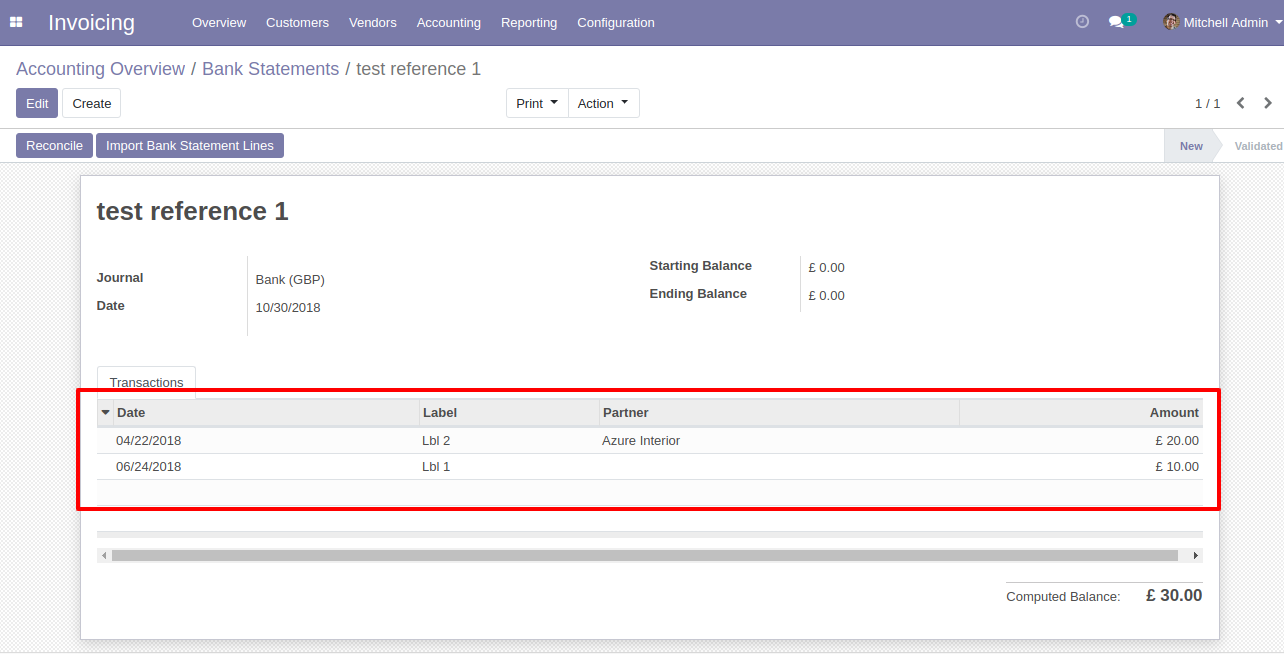 Invoicing Overview Customers Vendors Accounting Reporting Configuration 1 Mitchell Admin
Accounting Overview / Bank Statements / test reference 1
Edit Create Print Action 1 / 1
Reconcile Import Bank Statement Lines New Validated
test reference 1
Journal Bank (GBP) Starting Balance £ 0.00
Date 10/30/2018 Ending Balance £ 0.00
Transactions
Date Label Partner Amount
04/22/2018 Lbl 2 Azure Interior £ 20.00
06/24/2018 Lbl 1 £ 10.00
Computed Balance: £ 30.00